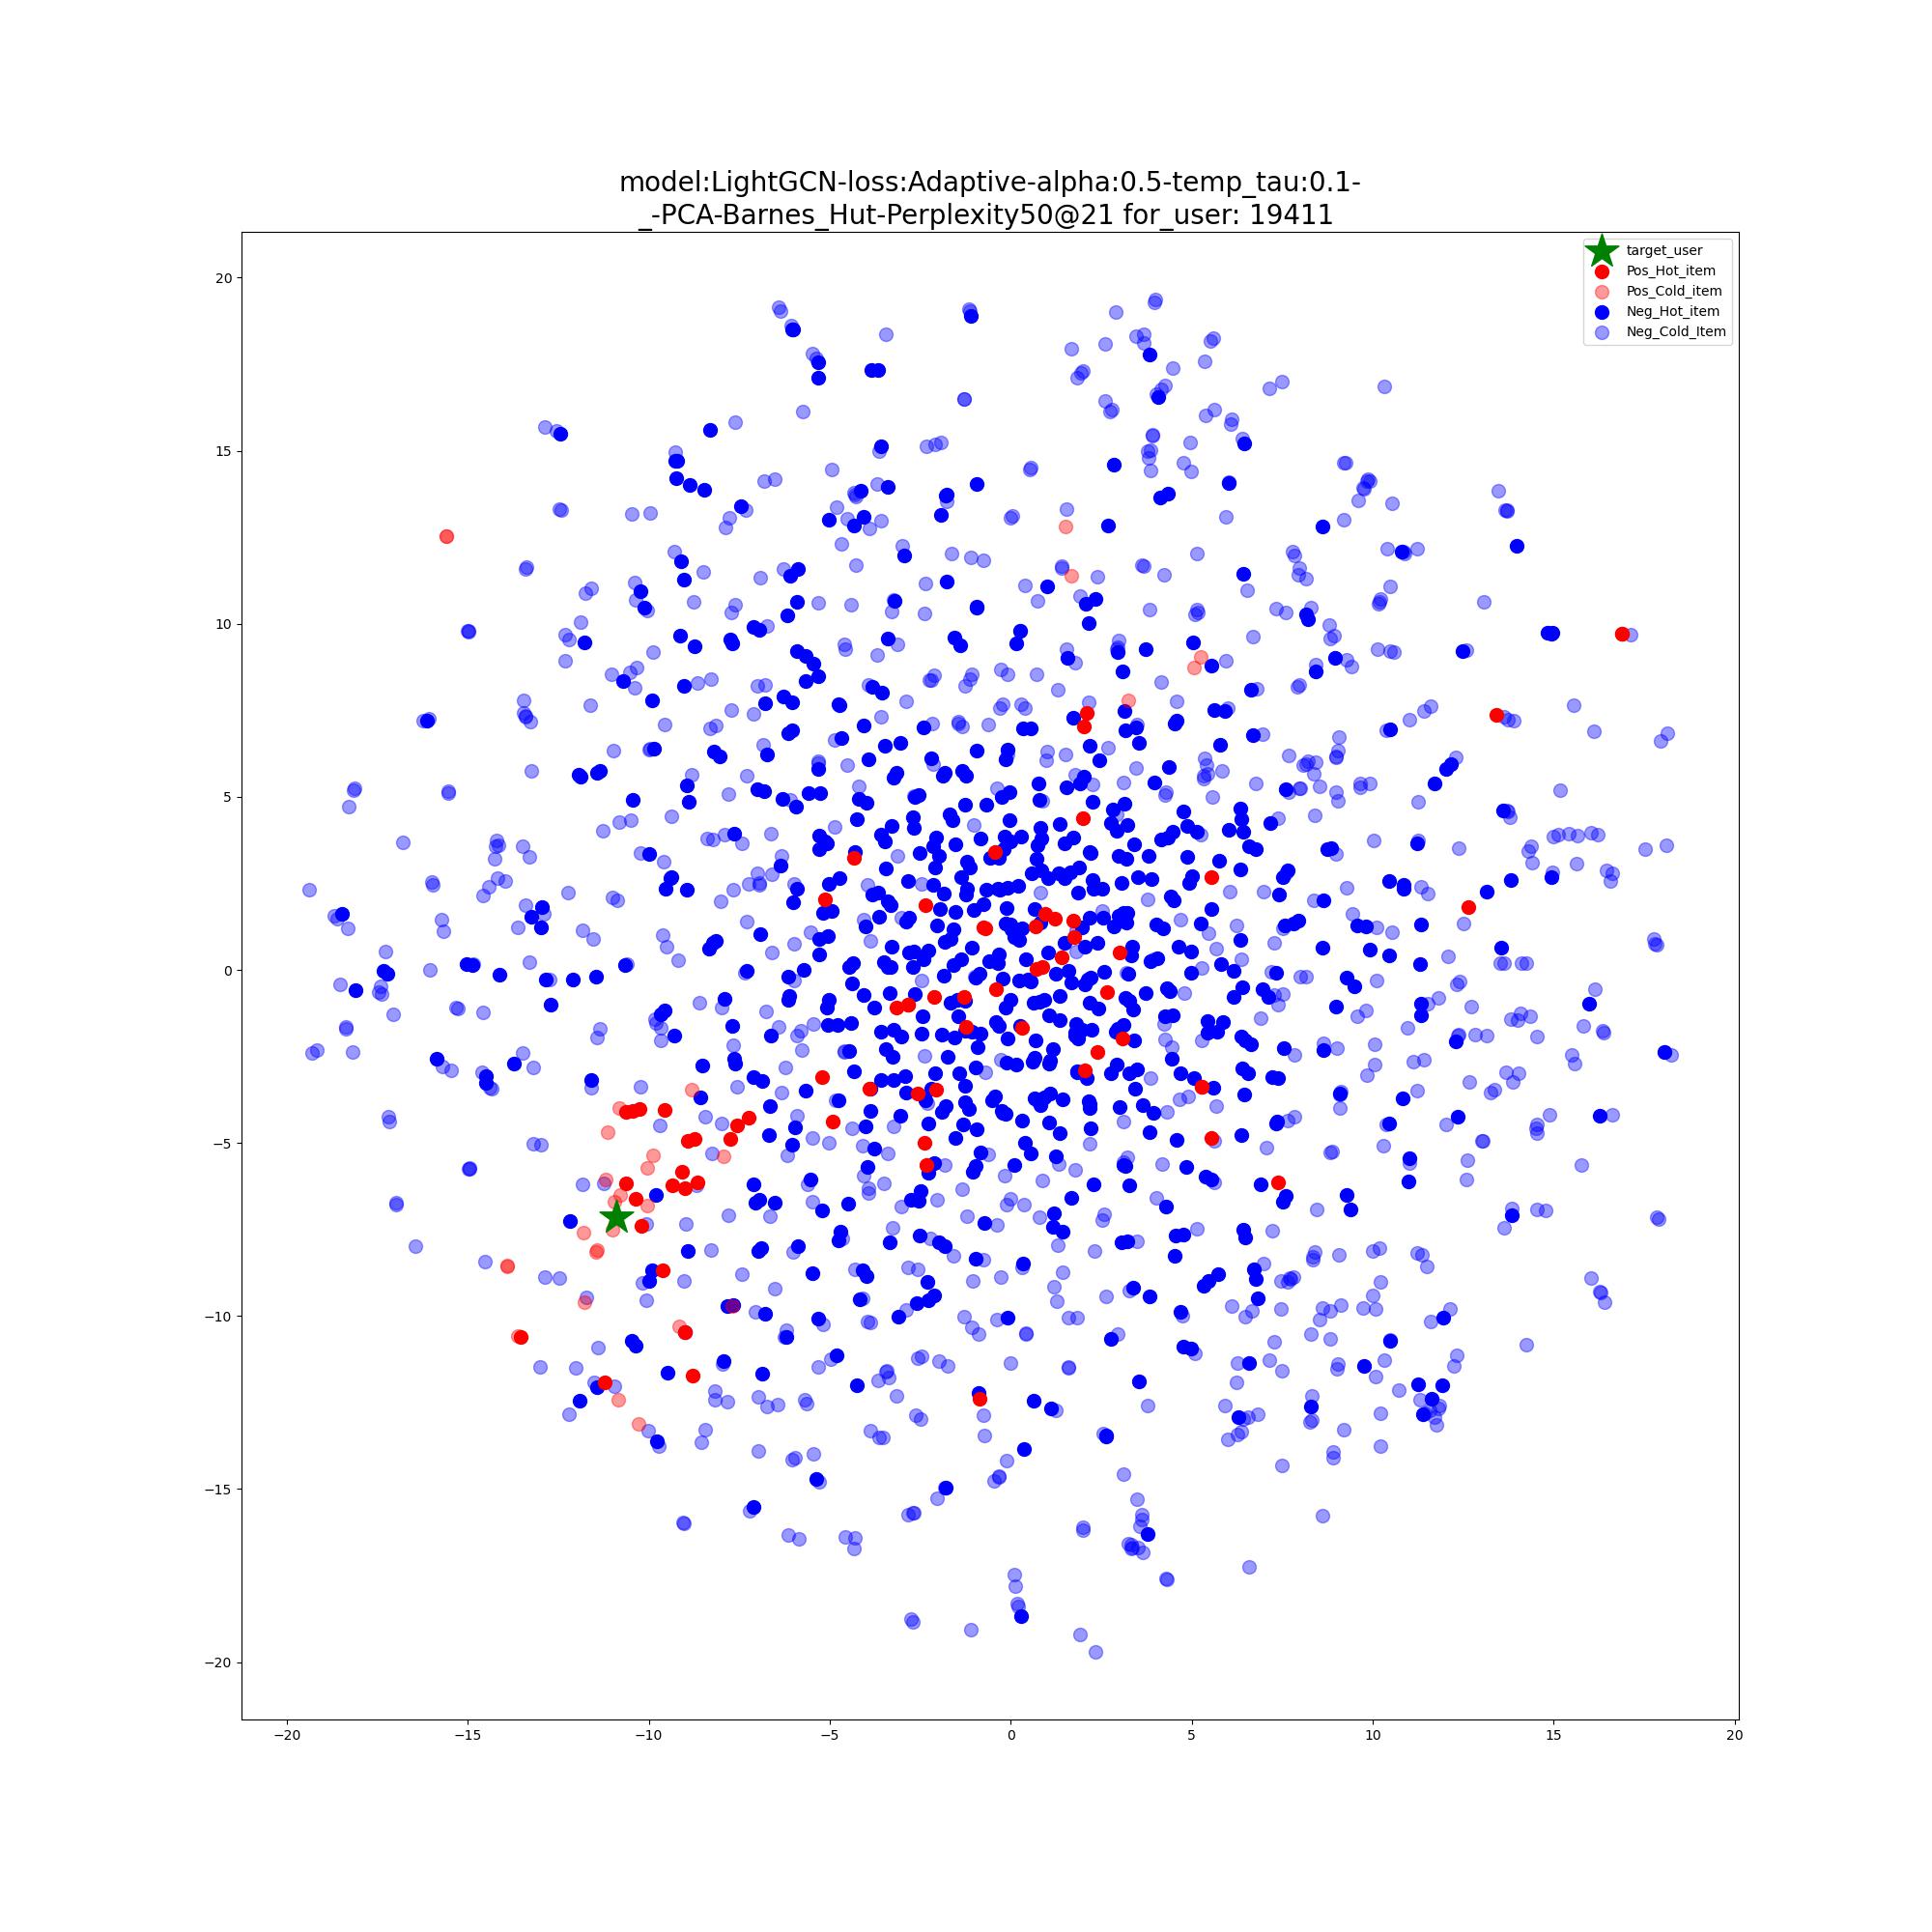 model:LightGCN-loss:Adaptive-alpha:0.5-temp_tau:0.1-
_-PCA-Barnes_Hut-Perplexity50@21 for_user: 19411
target_user
Pos_Hot_item
Pos_Cold_item
Neg_Hot_item
Neg_Cold_Item
20
15
10
5
0
−5
−10
−15
−20
−20 −15 −10 −5 0 5 10 15 20